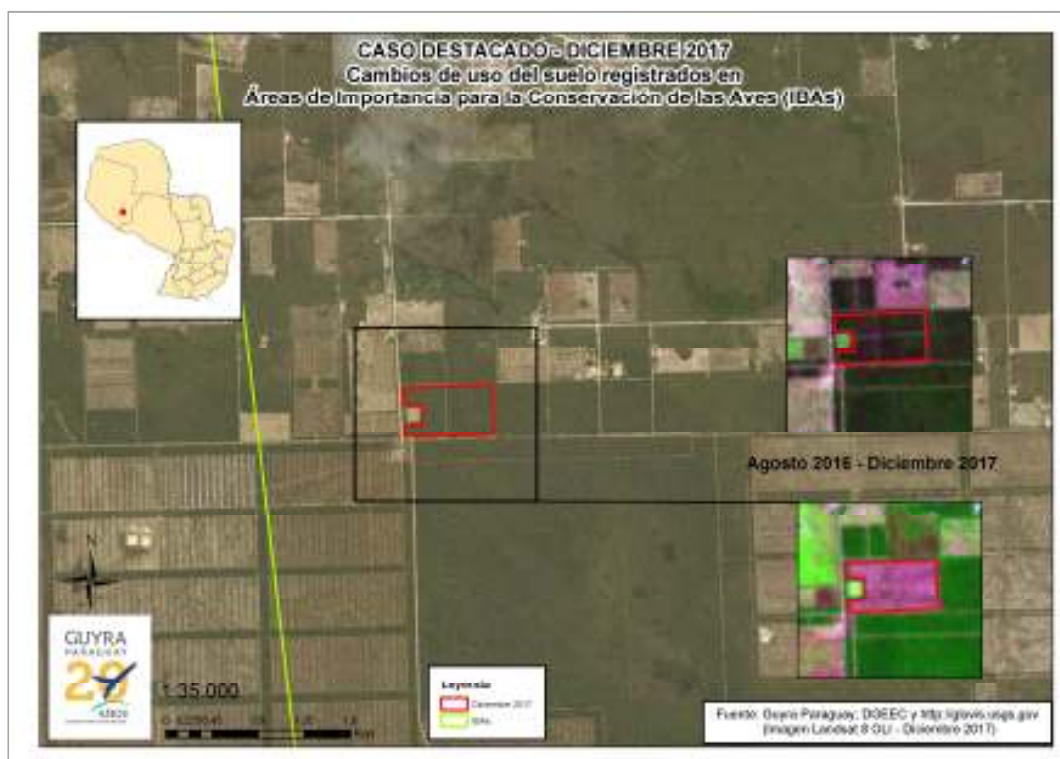 CASO DESTACADO - DICIEMBRE 2017
Cambios de uso del suelo registrados en
Áreas de Importancia para la Conservación de las Aves (IBAs)
Agosto 2016 - Diciembre 2017
N
GUYRA
PARAGUAY
20
AÑOS
1:35.000
Leyenda
Diciembre 2017
IBAs
Fuente: Guyra Paraguay; DGEEC y http://glovis.usgs.gov
(Imagen Landsat 8 OLI - Diciembre 2017)